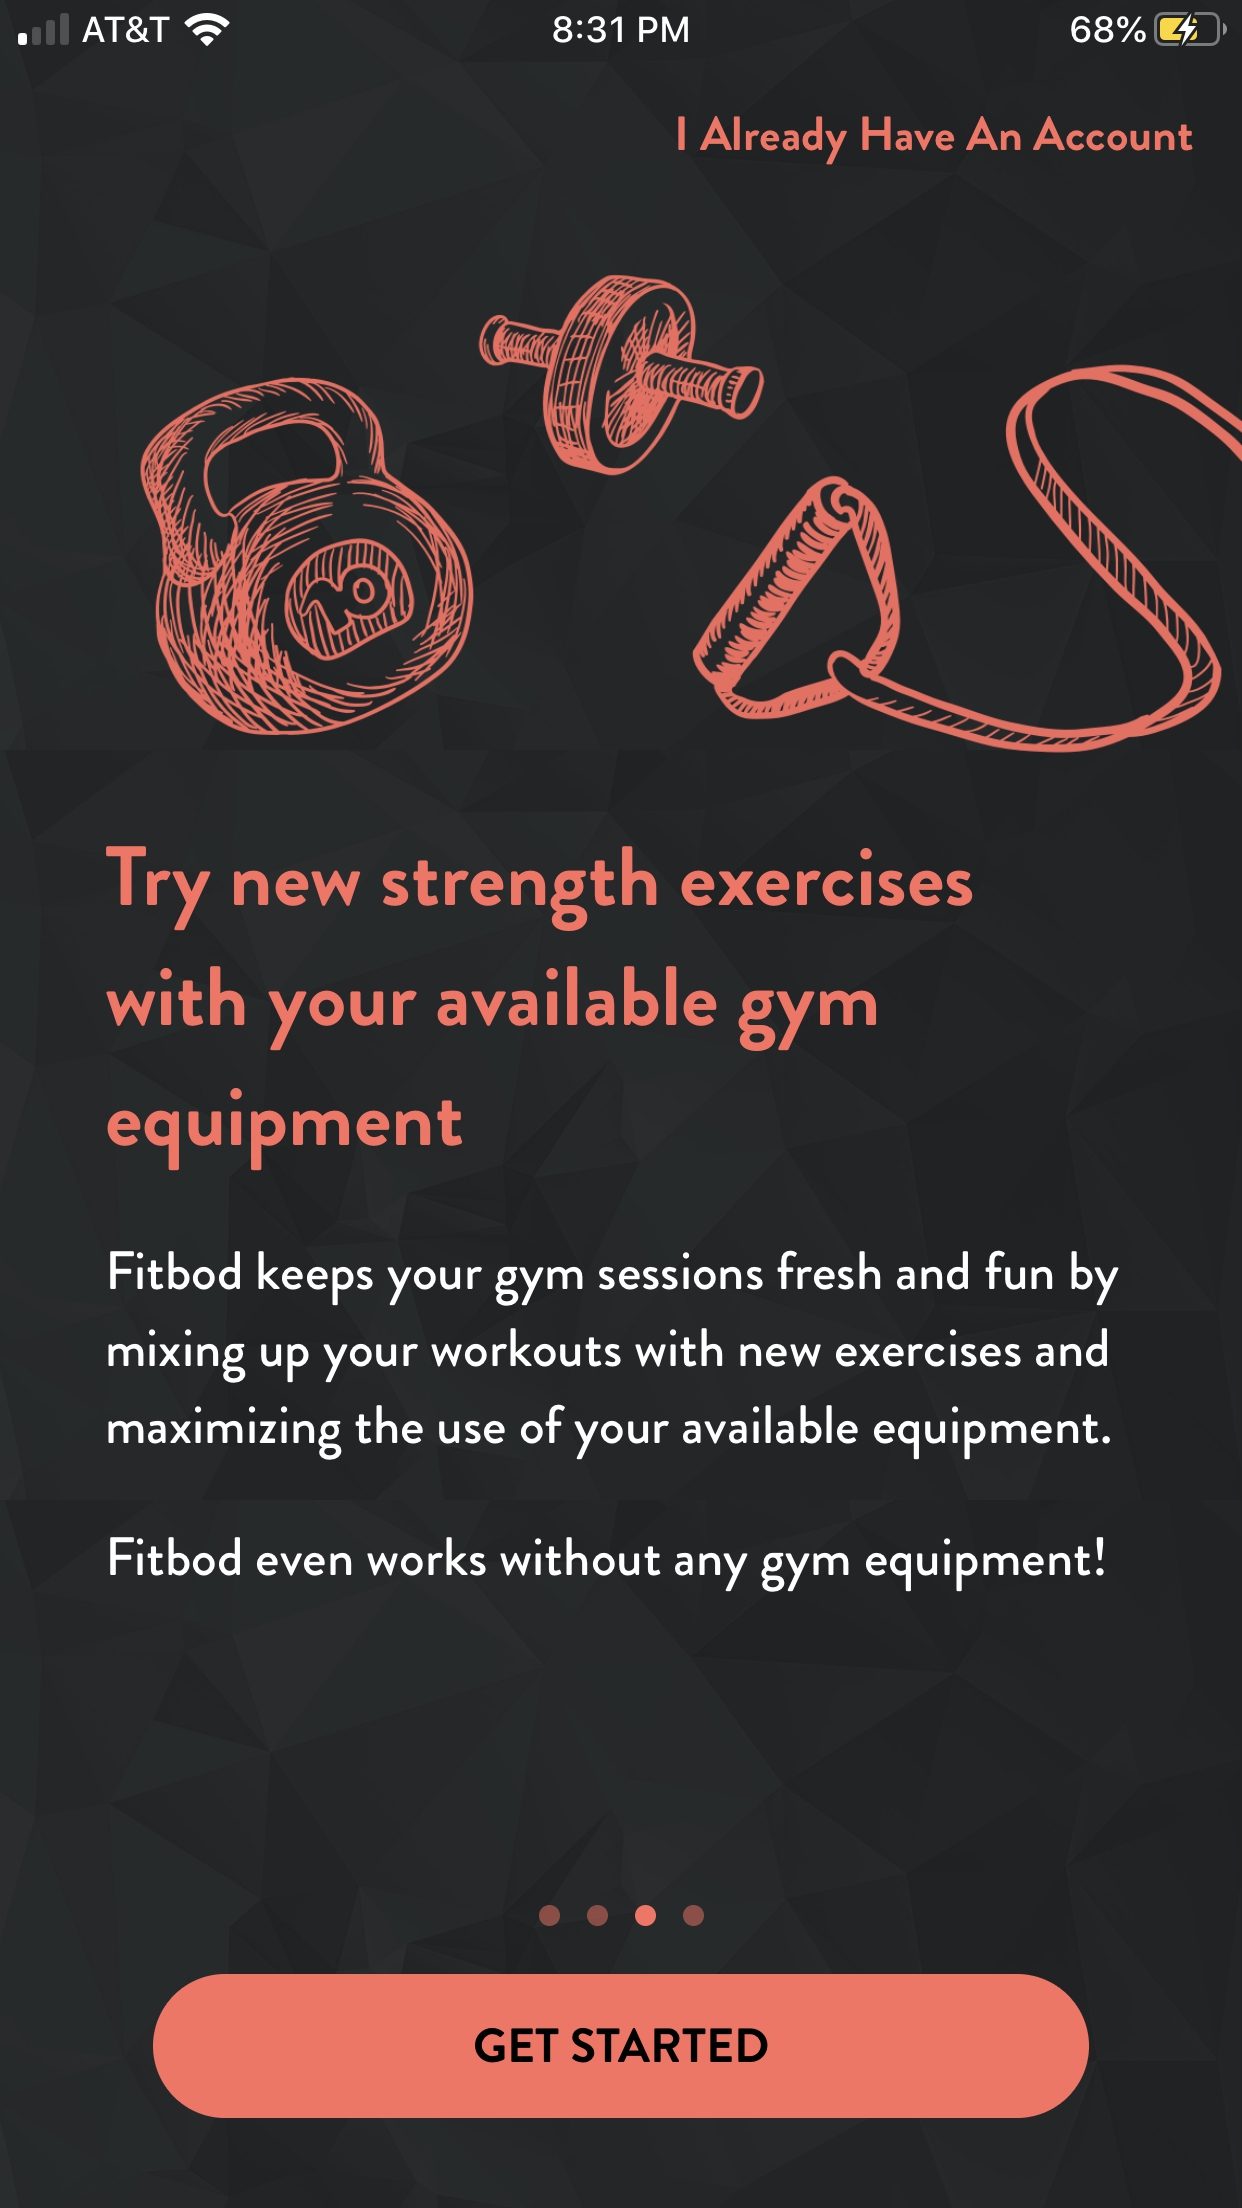 AT&T 8:31 PM 68%
I Already Have An Account
20
Try new strength exercises
with your available gym
equipment
Fitbod keeps your gym sessions fresh and fun by
mixing up your workouts with new exercises and
maximizing the use of your available equipment.
Fitbod even works without any gym equipment!
GET STARTED